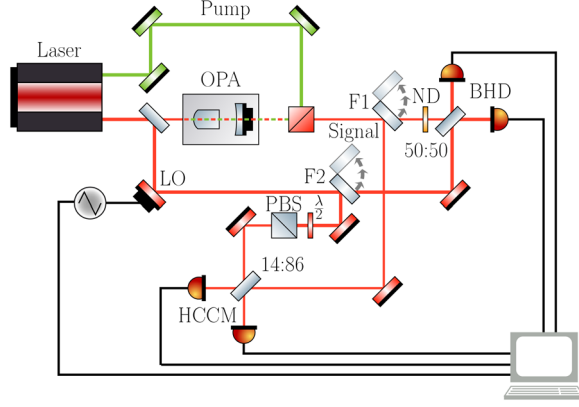 Pump
Laser
OPA
F1
ND
BHD
Signal
50:50
LO
F2
PBS
λ/2
14:86
HCCM